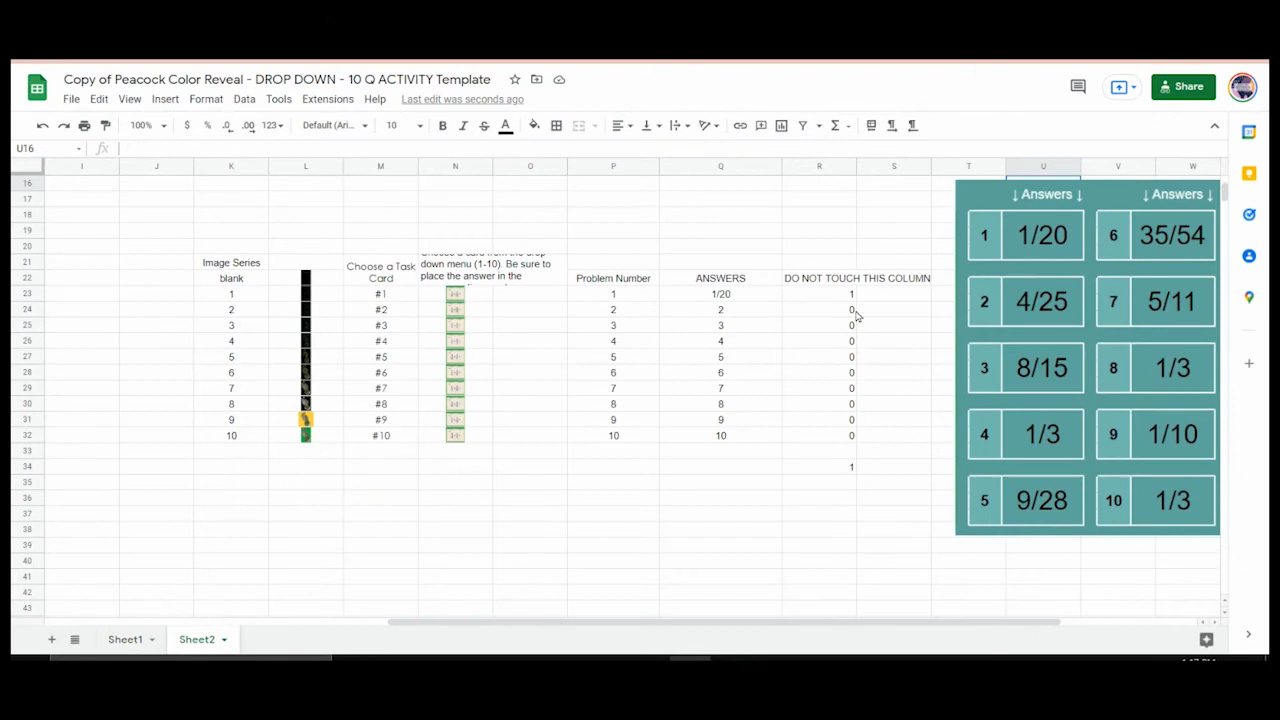 Copy of Peacock Color Reveal - DROP DOWN - 10 Q ACTIVITY Template
File Edit View Insert Format Data Tools Extensions Help Last edit was seconds ago
Share
100% $ % .0 .00 123 Default (Ari... 10 B I S A
U16 fx
I J K L M N O P Q R S T U V W
16 ↓ Answers ↓ ↓ Answers ↓
17
18
19 1 1/20 6 35/54
20
21 Image Series Choose a Task Card down menu (1-10). Be sure to place the answer in the
22 blank Problem Number ANSWERS DO NOT TOUCH THIS COLUMN
23 1 #1 1 1/20 1 2 4/25 7 5/11
24 2 #2 2 2 0
25 3 #3 3 3 0
26 4 #4 4 4 0
27 5 #5 5 5 0 3 8/15 8 1/3
28 6 #6 6 6 0
29 7 #7 7 7 0
30 8 #8 8 8 0
31 9 #9 9 9 0 4 1/3 9 1/10
32 10 #10 10 10 0
33
34 1
35
36 5 9/28 10 1/3
37
38
39
40
41
42
43
Sheet1 Sheet2